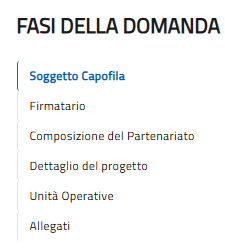 FASI DELLA DOMANDA
Soggetto Capofila
Firmatario
Composizione del Partenariato
Dettaglio del progetto
Unità Operative
Allegati